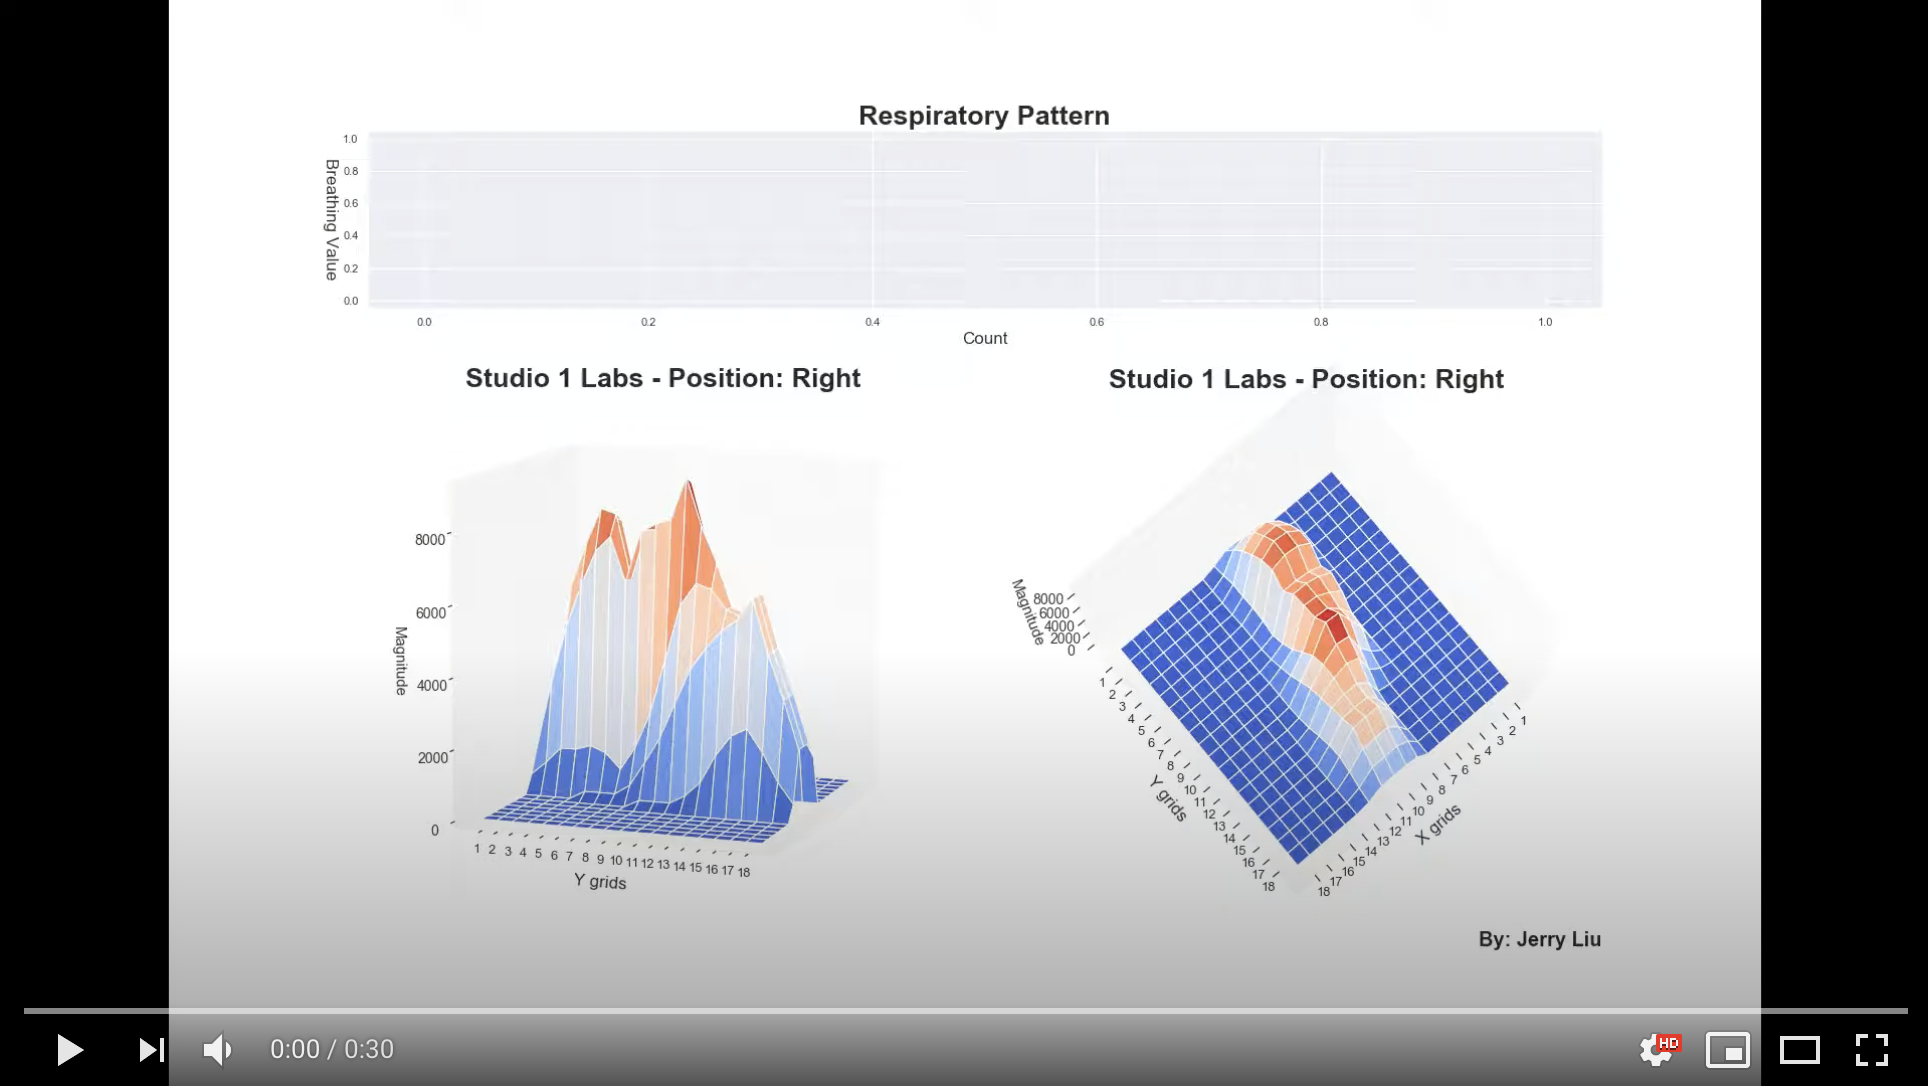 Respiratory Pattern
Breathing Value
1.0
0.8
0.6
0.4
0.2
0.0
0.0 0.2 0.4 0.6 0.8 1.0
Count
Studio 1 Labs - Position: Right
Magnitude
8000
6000
4000
2000
0
1 2 3 4 5 6 7 8 9 10 11 12 13 14 15 16 17 18
Y grids
Studio 1 Labs - Position: Right
Magnitude
8000
6000
4000
2000
0
1 2 3 4 5 6 7 8 9 10 11 12 13 14 15 16 17 18
Y grids
18 17 16 15 14 13 12 11 10 9 8 7 6 5 4 3 2 1
X grids
By: Jerry Liu
0:00 / 0:30
HD